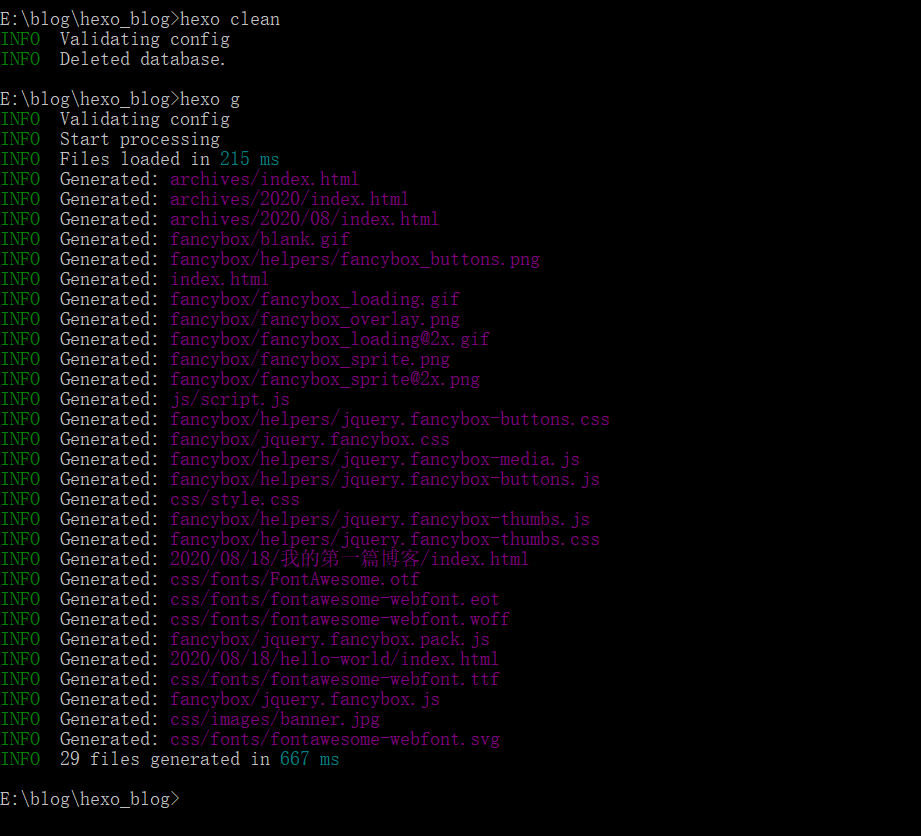 E:\blog\hexo_blog>hexo clean
INFO  Validating config
INFO  Deleted database.
E:\blog\hexo_blog>hexo g
INFO  Validating config
INFO  Start processing
INFO  Files loaded in 215 ms
INFO  Generated: archives/index.html
INFO  Generated: archives/2020/index.html
INFO  Generated: archives/2020/08/index.html
INFO  Generated: fancybox/blank.gif
INFO  Generated: fancybox/helpers/fancybox_buttons.png
INFO  Generated: index.html
INFO  Generated: fancybox/fancybox_loading.gif
INFO  Generated: fancybox/fancybox_overlay.png
INFO  Generated: fancybox/fancybox_loading@2x.gif
INFO  Generated: fancybox/fancybox_sprite.png
INFO  Generated: fancybox/fancybox_sprite@2x.png
INFO  Generated: js/script.js
INFO  Generated: fancybox/helpers/jquery.fancybox-buttons.css
INFO  Generated: fancybox/jquery.fancybox.css
INFO  Generated: fancybox/helpers/jquery.fancybox-media.js
INFO  Generated: fancybox/helpers/jquery.fancybox-buttons.js
INFO  Generated: css/style.css
INFO  Generated: fancybox/helpers/jquery.fancybox-thumbs.js
INFO  Generated: fancybox/helpers/jquery.fancybox-thumbs.css
INFO  Generated: 2020/08/18/我的第一篇博客/index.html
INFO  Generated: css/fonts/FontAwesome.otf
INFO  Generated: css/fonts/fontawesome-webfont.eot
INFO  Generated: css/fonts/fontawesome-webfont.woff
INFO  Generated: fancybox/jquery.fancybox.pack.js
INFO  Generated: 2020/08/18/hello-world/index.html
INFO  Generated: css/fonts/fontawesome-webfont.ttf
INFO  Generated: fancybox/jquery.fancybox.js
INFO  Generated: css/images/banner.jpg
INFO  Generated: css/fonts/fontawesome-webfont.svg
INFO  29 files generated in 667 ms
E:\blog\hexo_blog>